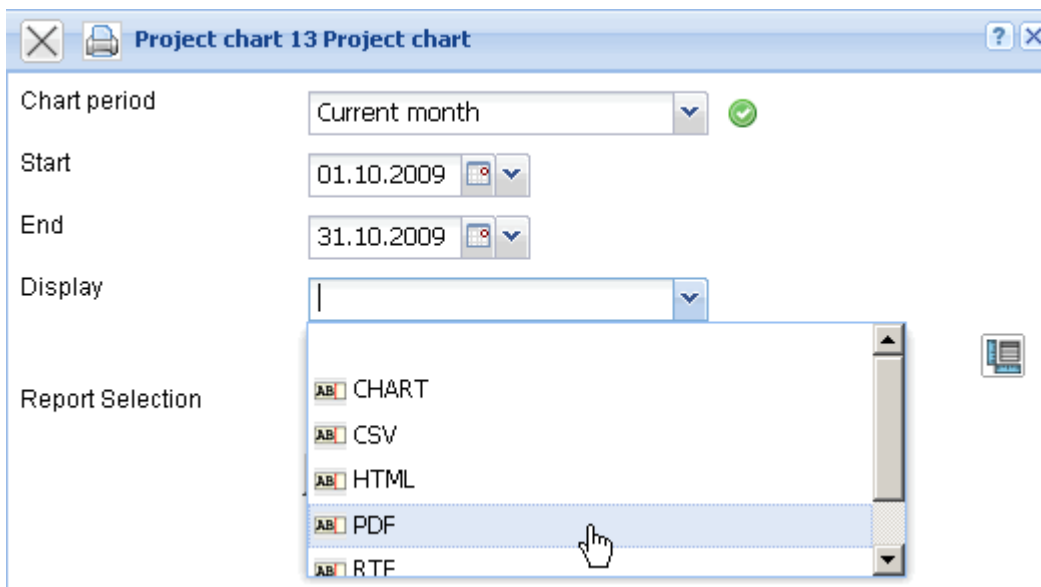 Project chart 13 Project chart
Chart period
Current month
Start
01.10.2009
End
31.10.2009
Display
Report Selection
CHART
CSV
HTML
PDF
RTF